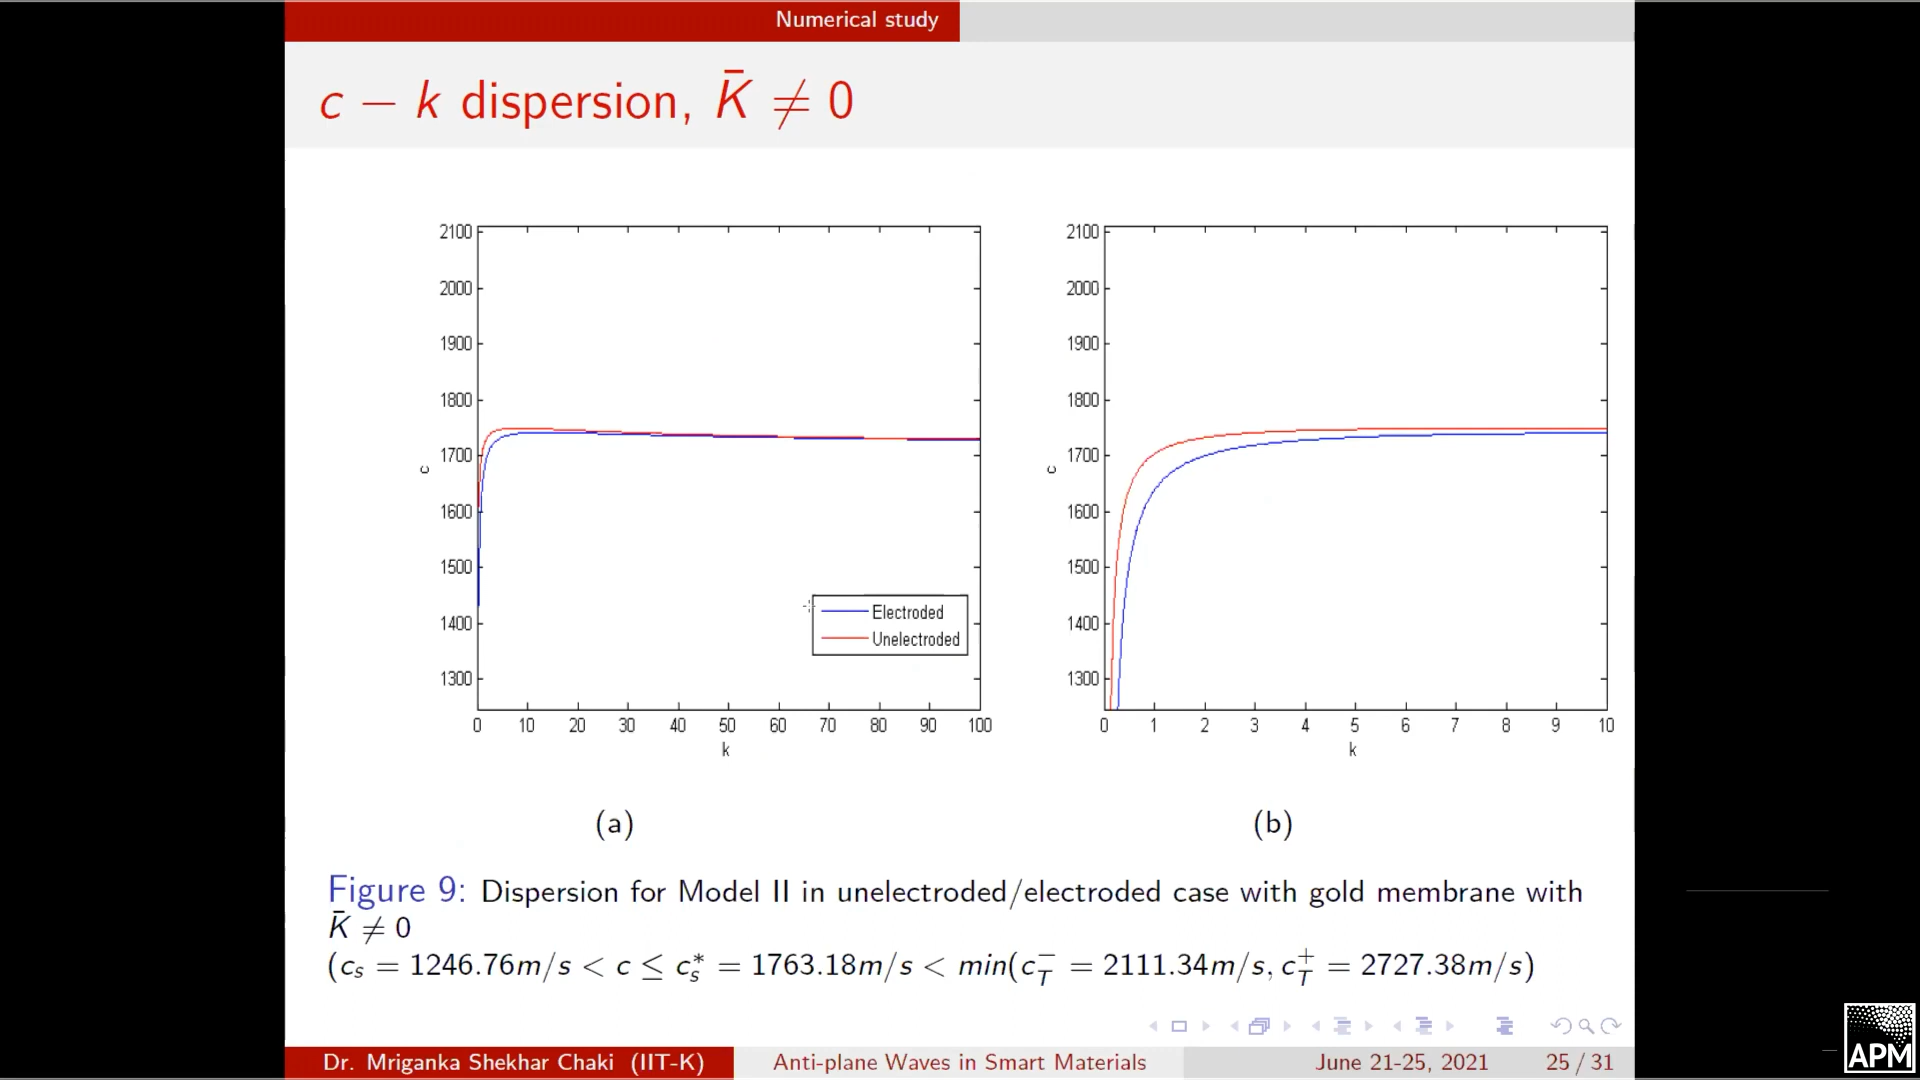 Numerical study
c − k dispersion, K̄ ≠ 0
2100
2000
1900
1800
1700
1600
1500
1400
1300
c
0 10 20 30 40 50 60 70 80 90 100
k
Electroded
Unelectroded
(a)
2100
2000
1900
1800
1700
1600
1500
1400
1300
c
0 1 2 3 4 5 6 7 8 9 10
k
(b)
Figure 9: Dispersion for Model II in unelectroded/electroded case with gold membrane with
K̄ ≠ 0
(c_s = 1246.76m/s < c ≤ c_s^* = 1763.18m/s < min(c_T^- = 2111.34m/s, c_T^+ = 2727.38m/s)
Dr. Mriganka Shekhar Chaki (IIT-K) Anti-plane Waves in Smart Materials June 21-25, 2021 25 / 31
APM